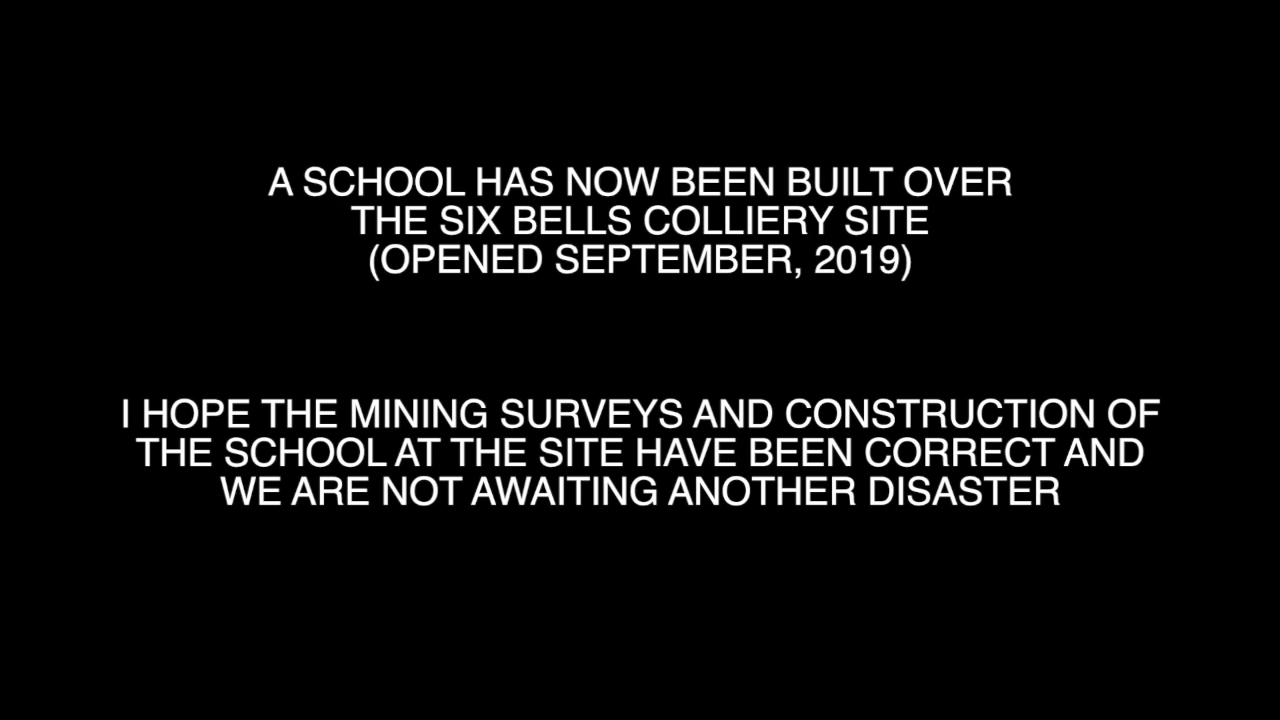 A SCHOOL HAS NOW BEEN BUILT OVER
THE SIX BELLS COLLIERY SITE
(OPENED SEPTEMBER, 2019)
I HOPE THE MINING SURVEYS AND CONSTRUCTION OF
THE SCHOOL AT THE SITE HAVE BEEN CORRECT AND
WE ARE NOT AWAITING ANOTHER DISASTER